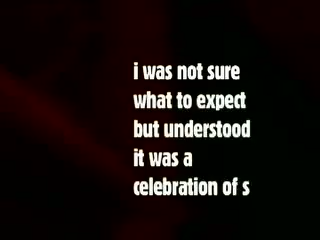 i was not sure
what to expect
but understood
it was a
celebration of s